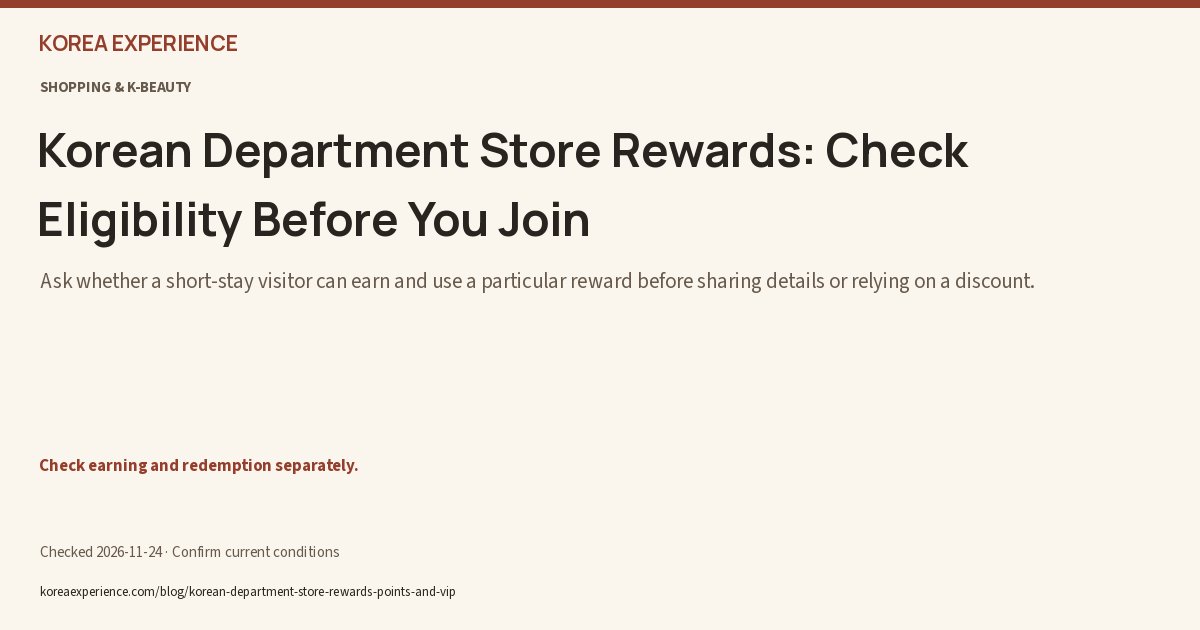 KOREA EXPERIENCE
SHOPPING & K-BEAUTY
Korean Department Store Rewards: Check
Eligibility Before You Join
Ask whether a short-stay visitor can earn and use a particular reward before sharing details or relying on a discount.
Check earning and redemption separately.
Checked 2026-11-24 · Confirm current conditions
koreaexperience.com/blog/korean-department-store-rewards-points-and-vip